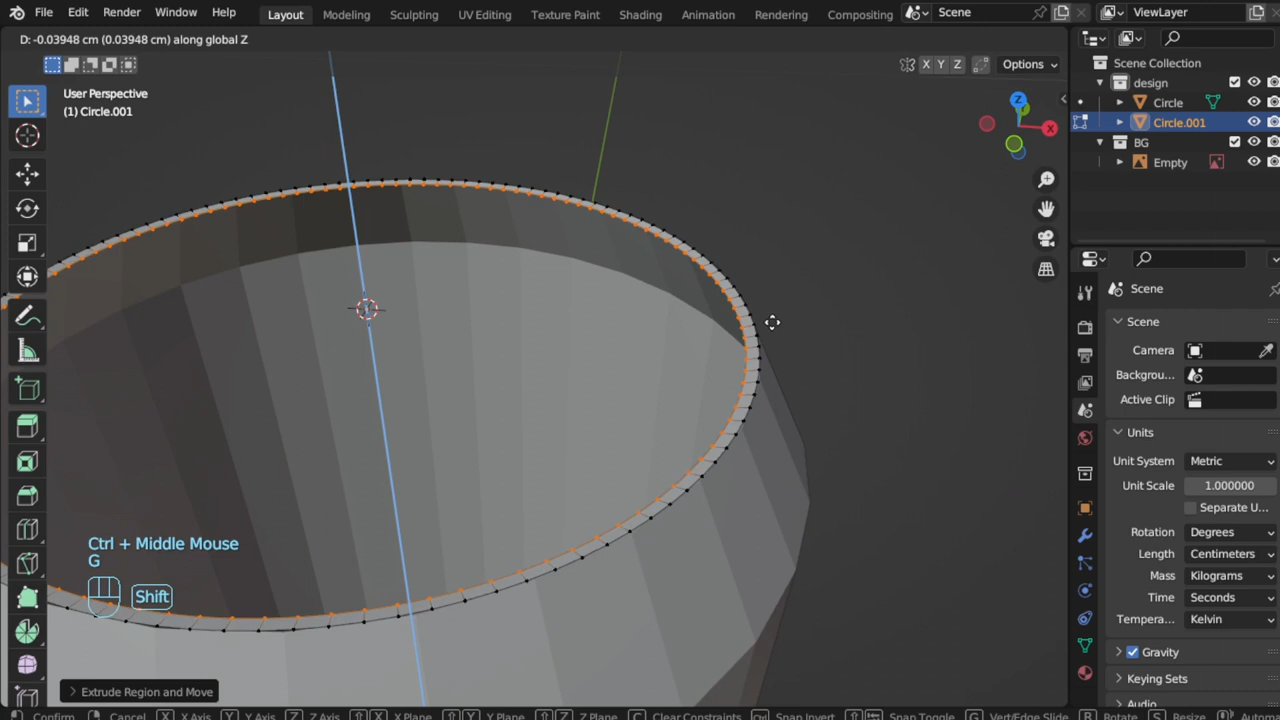 File Edit Render Window Help Layout Modeling Sculpting UV Editing Texture Paint Shading Animation Rendering Compositing Scene ViewLayer
D: -0.03948 cm (0.03948 cm) along global Z
X Y Z Options
User Perspective
(1) Circle.001
Z
X
Scene Collection
design
Circle
Circle.001
BG
Empty
Scene
Scene
Camera
Backgrou...
Active Clip
Units
Unit System Metric
Unit Scale 1.000000
Separate U...
Rotation Degrees
Length Centimeters
Mass Kilograms
Time Seconds
Tempera... Kelvin
Gravity
Keying Sets
Audio
Ctrl + Middle Mouse
G
Shift
Extrude Region and Move
Confirm Cancel X X Axis Y Y Axis Z Z Axis X X Plane Y Y Plane Z Z Plane C Clear Constraints Ctrl Snap Invert Snap Toggle G Vert/Edge Slide R Rotate S Resize